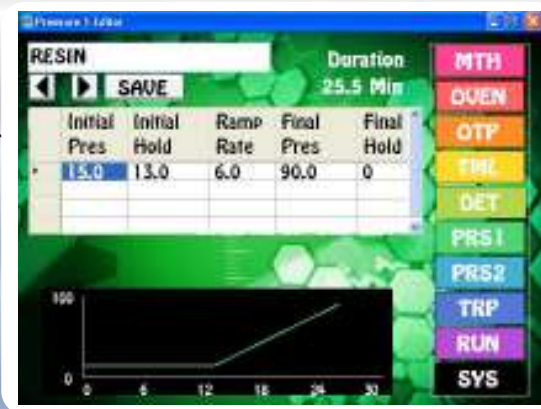 Pressure 1 Editor
RESIN
Duration
25.5 Min
SAVE
Initial Pres Initial Hold Ramp Rate Final Pres Final Hold
15.0 13.0 6.0 90.0 0
100
0
0 6 12 18 24 30
MTH
OVEN
OTP
TML
DET
PRS1
PRS2
TRP
RUN
SYS